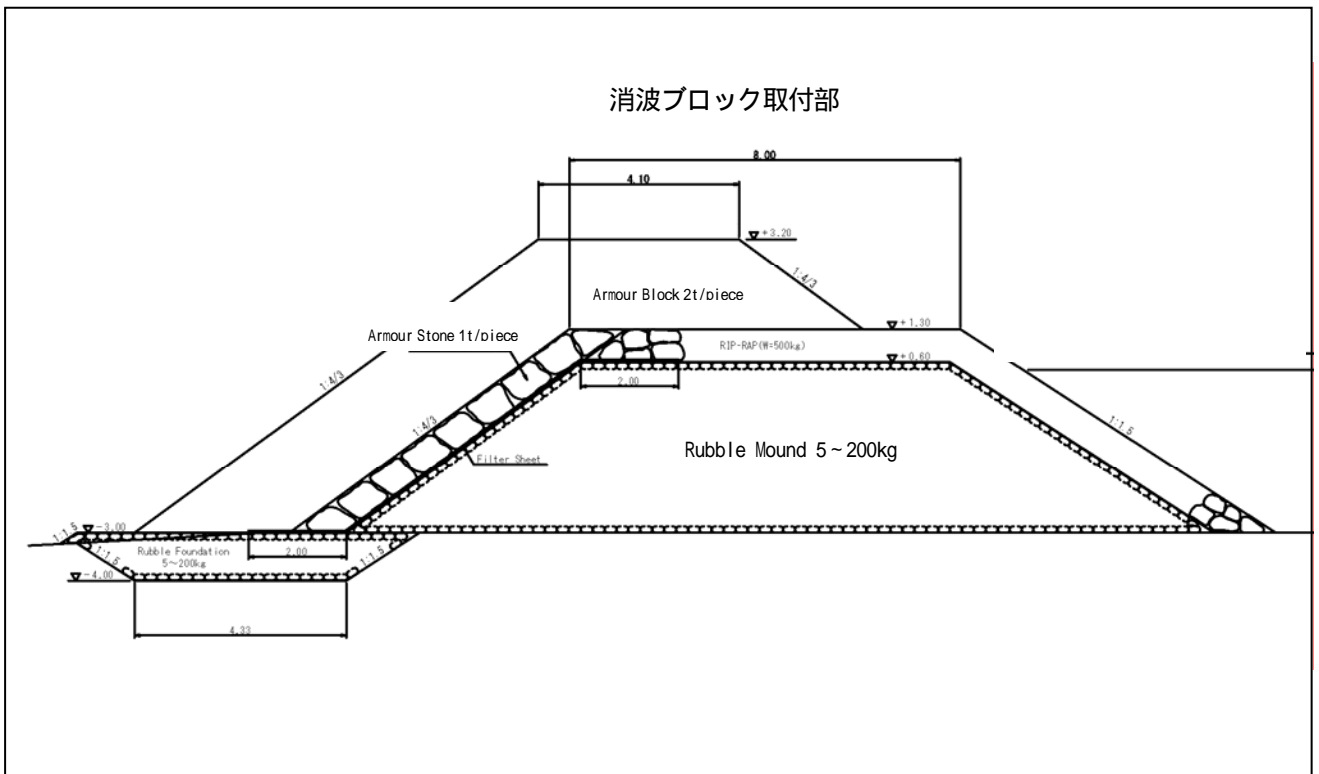 消波ブロック取付部
8.00
4.10
+3.20
1:4/3
Armour Block 2t/piece
+1.30
Armour Stone 1t/piece
RIP-RAP(W=500kg)
+0.60
1:4/3
2.00
1:4/3
1:1.5
Rubble Mound 5~200kg
Filter Sheet
-3.00
1:1.5
Rubble Foundation
5~200kg
1:1.5
2.00
1:1.5
-4.00
4.33